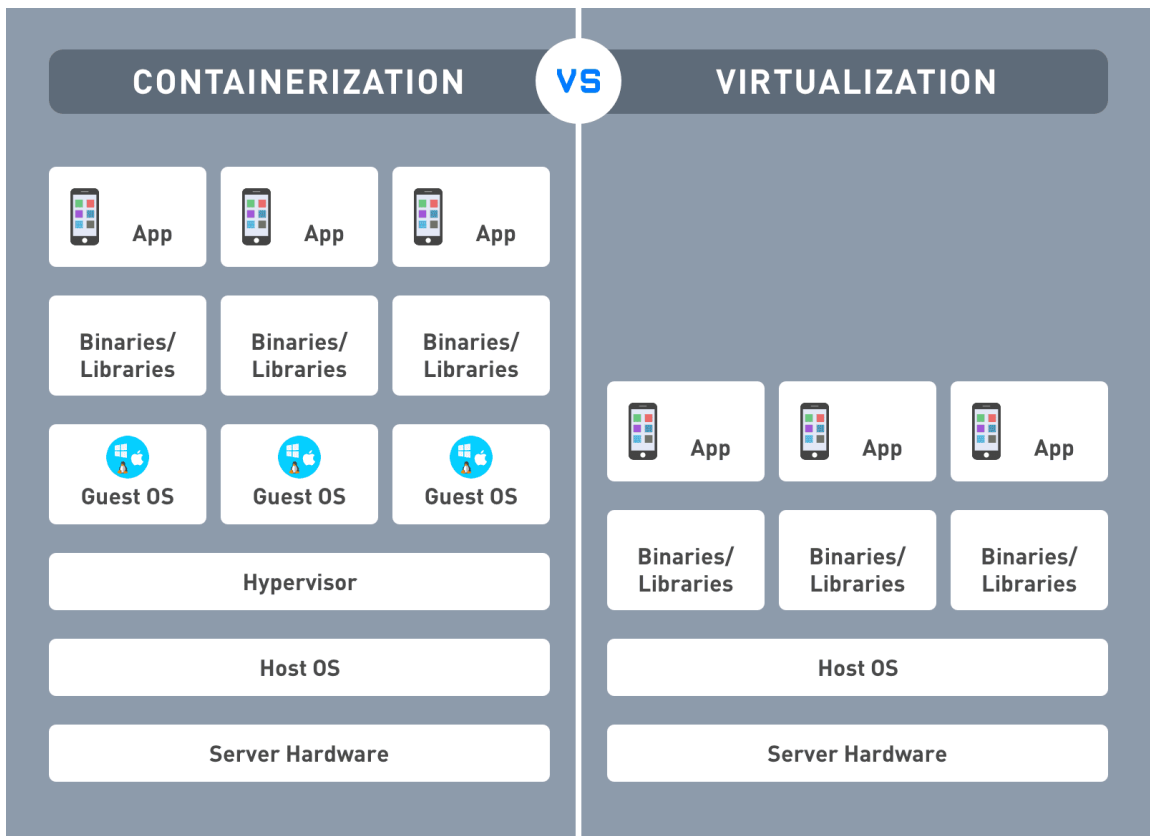 CONTAINERIZATION
VS
VIRTUALIZATION
App
App
App
Binaries/
Libraries
Binaries/
Libraries
Binaries/
Libraries
Guest OS
Guest OS
Guest OS
Hypervisor
Host OS
Server Hardware
App
App
App
Binaries/
Libraries
Binaries/
Libraries
Binaries/
Libraries
Host OS
Server Hardware